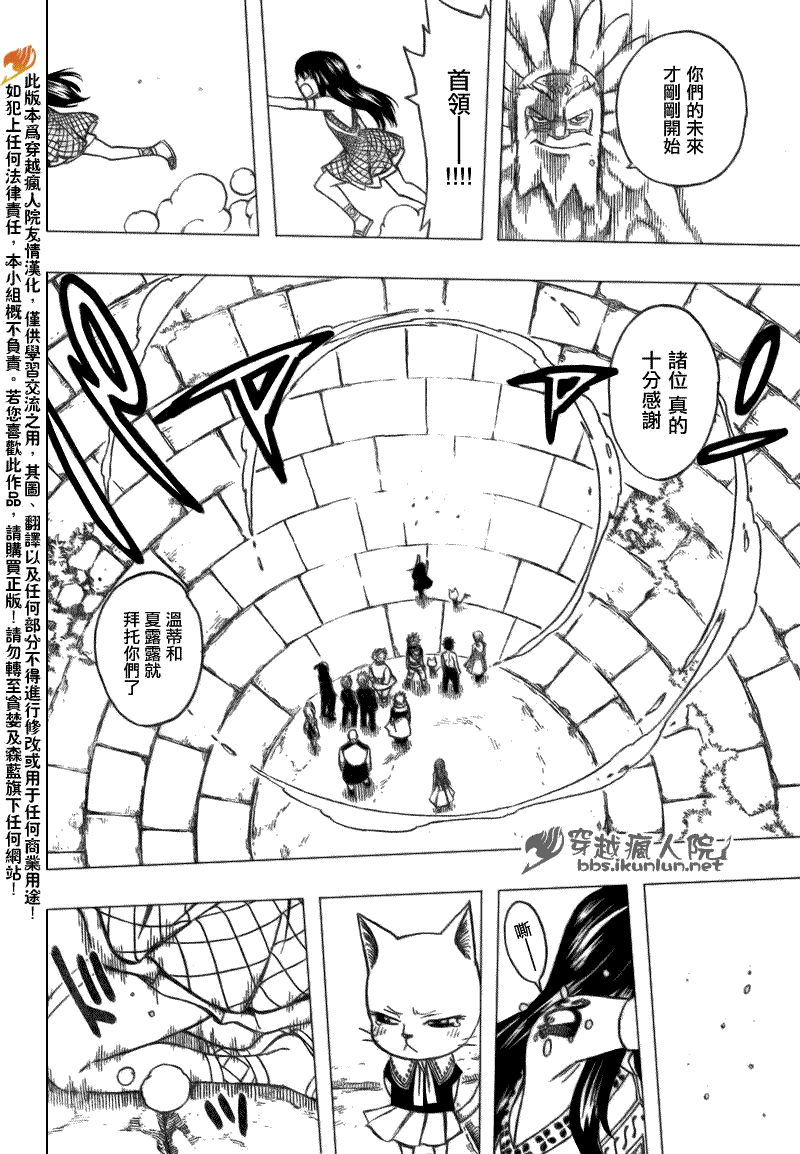 你們的未來
才剛剛開始
首領──!!!!
諸位 真的
十分感謝
溫蒂和
夏露露就
拜托你們了
嘶──
穿越瘋人院
bbs.ikunlun.net
此版本爲穿越瘋人院友情漢化，僅供學習交流之用，其圖、翻譯以及任何部分不得進行修改或用于任何商業用途！
如犯上任何法律責任，本小組概不負責。若您喜歡此作品，請購買正版！請勿轉至貪婪及森藍旗下任何網站！